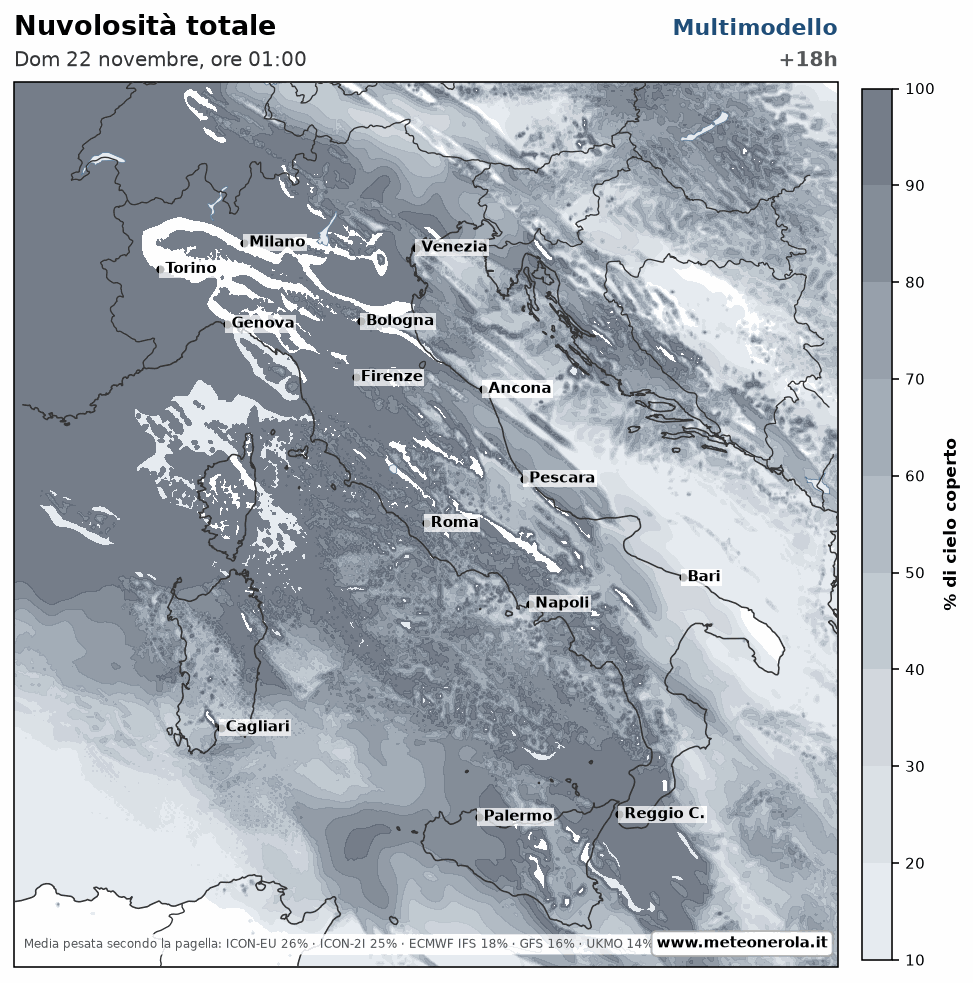 Nuvolosità totale
Multimodello
Dom 22 novembre, ore 01:00
+18h
Milano
Venezia
Torino
Genova
Bologna
Firenze
Ancona
Pescara
Roma
Bari
Napoli
Cagliari
Palermo
Reggio C.
100
90
80
70
60
50
40
30
20
10
% di cielo coperto
Media pesata secondo la pagella: ICON-EU 26% · ICON-2I 25% · ECMWF IFS 18% · GFS 16% · UKMO 14%
www.meteonerola.it